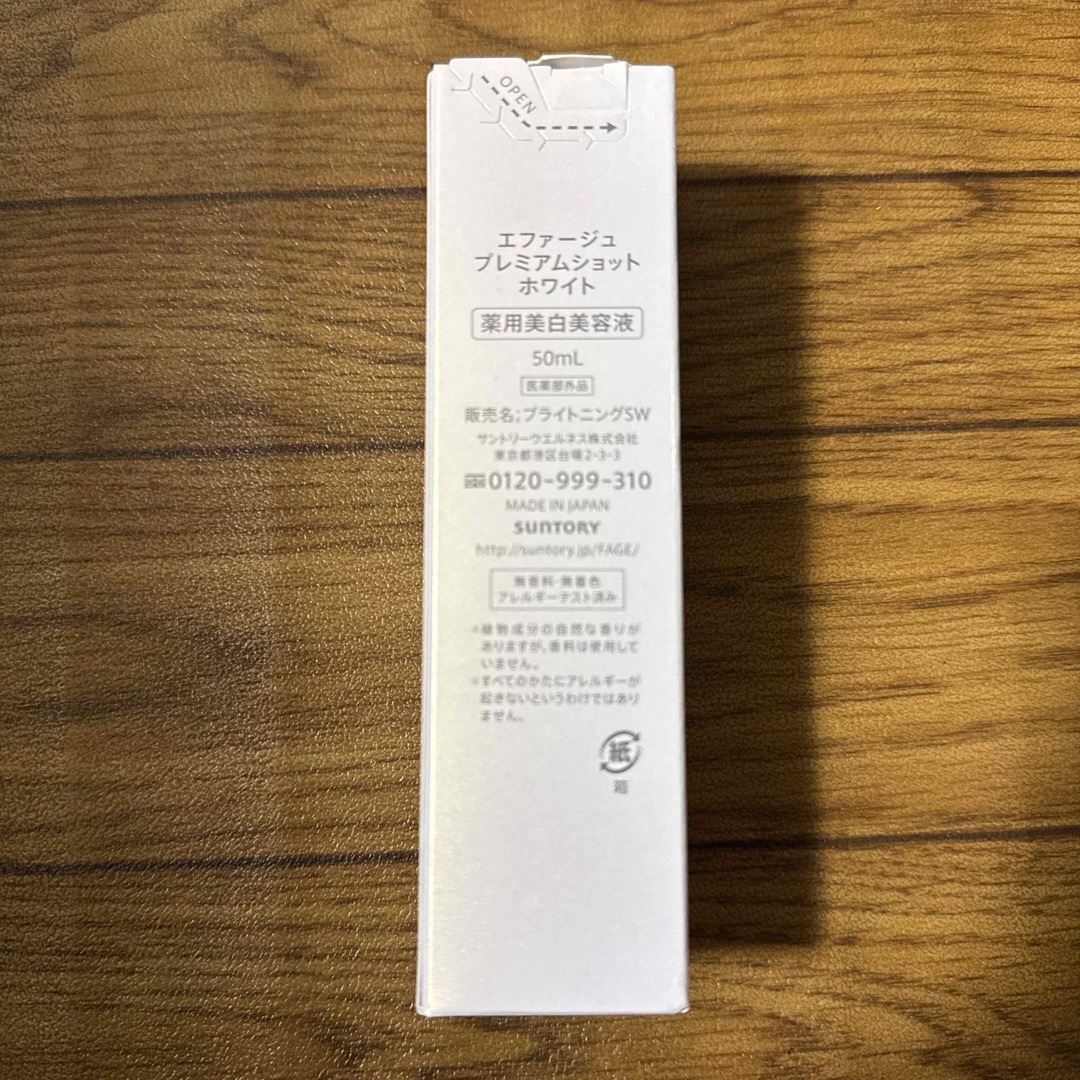 OPEN
エファージュ
プレミアムショット
ホワイト
薬用美白美容液
50mL
医薬部外品
販売名;ブライトニングSW
サントリーウエルネス株式会社
東京都港区台場2-3-3
0120-999-310
MADE IN JAPAN
SUNTORY
http://suntory.jp/FAGE/
無香料・無着色
アレルギーテスト済み
※植物成分の自然な香りが
ありますが、香料は使用して
いません。
※すべてのかたにアレルギーが
起きないというわけではあり
ません。
紙
箱